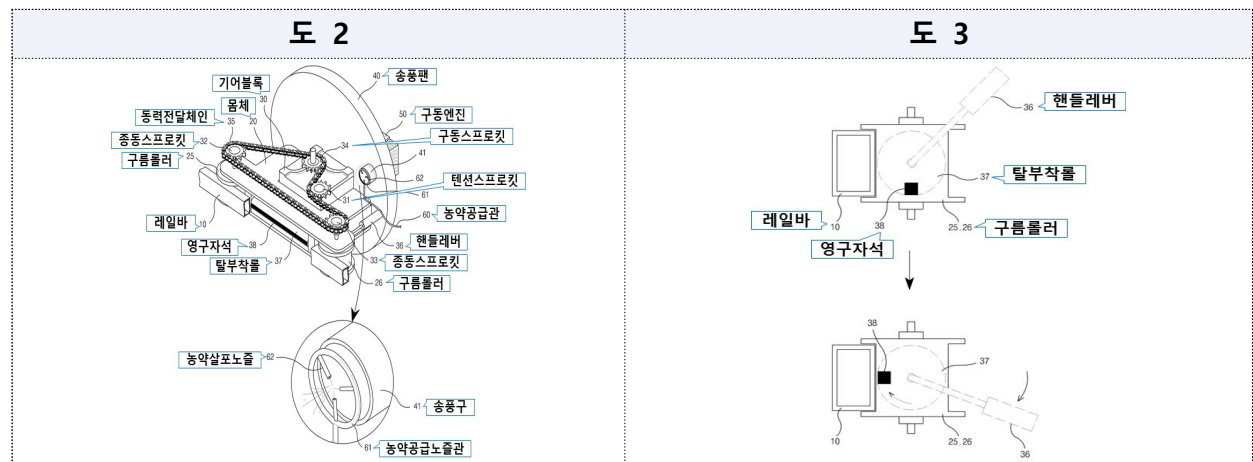 도 2
도 3
기어블록
30
40
송풍팬
몸체
20
50
구동엔진
동력전달체인
35
34
구동스프로킷
종동스프로킷
32
41
구름롤러
25
62
텐션스프로킷
61
31
레일바
10
60
농약공급관
영구자석
38
36
핸들레버
탈부착롤
37
33
종동스프로킷
26
구름롤러
농약살포노즐
62
41
송풍구
61
농약공급노즐관
36
핸들레버
37
탈부착롤
레일바
10
38
영구자석
25.26
구름롤러
38
37
10
25.26
36